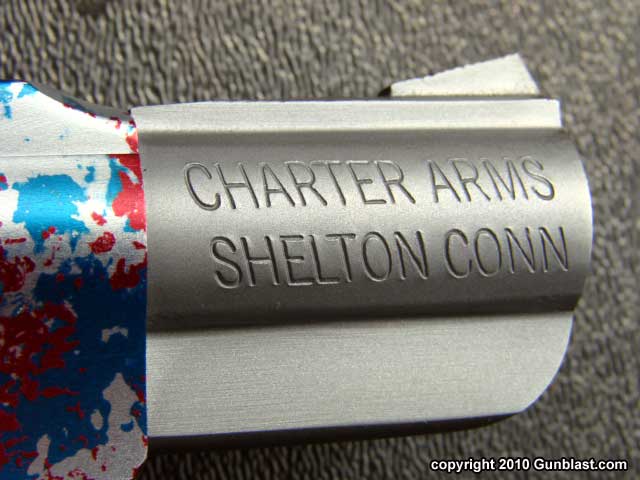 CHARTER ARMS
SHELTON CONN
copyright 2010 Gunblast.com